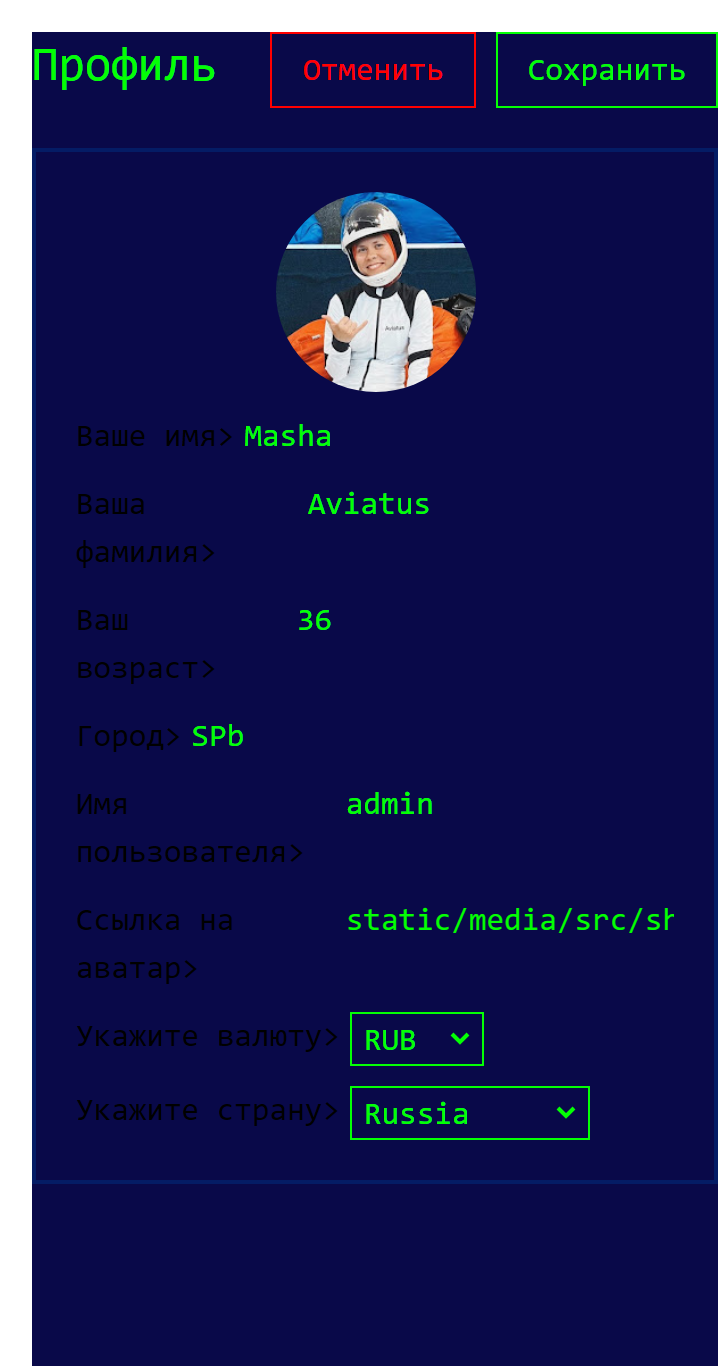 Профиль Отменить Сохранить
Aviatus
Ваше имя> Masha
Ваша Aviatus
фамилия>
Ваш 36
возраст>
Город> SPb
Имя admin
пользователя>
Ссылка на static/media/src/sh
аватар>
Укажите валюту> RUB
Укажите страну> Russia